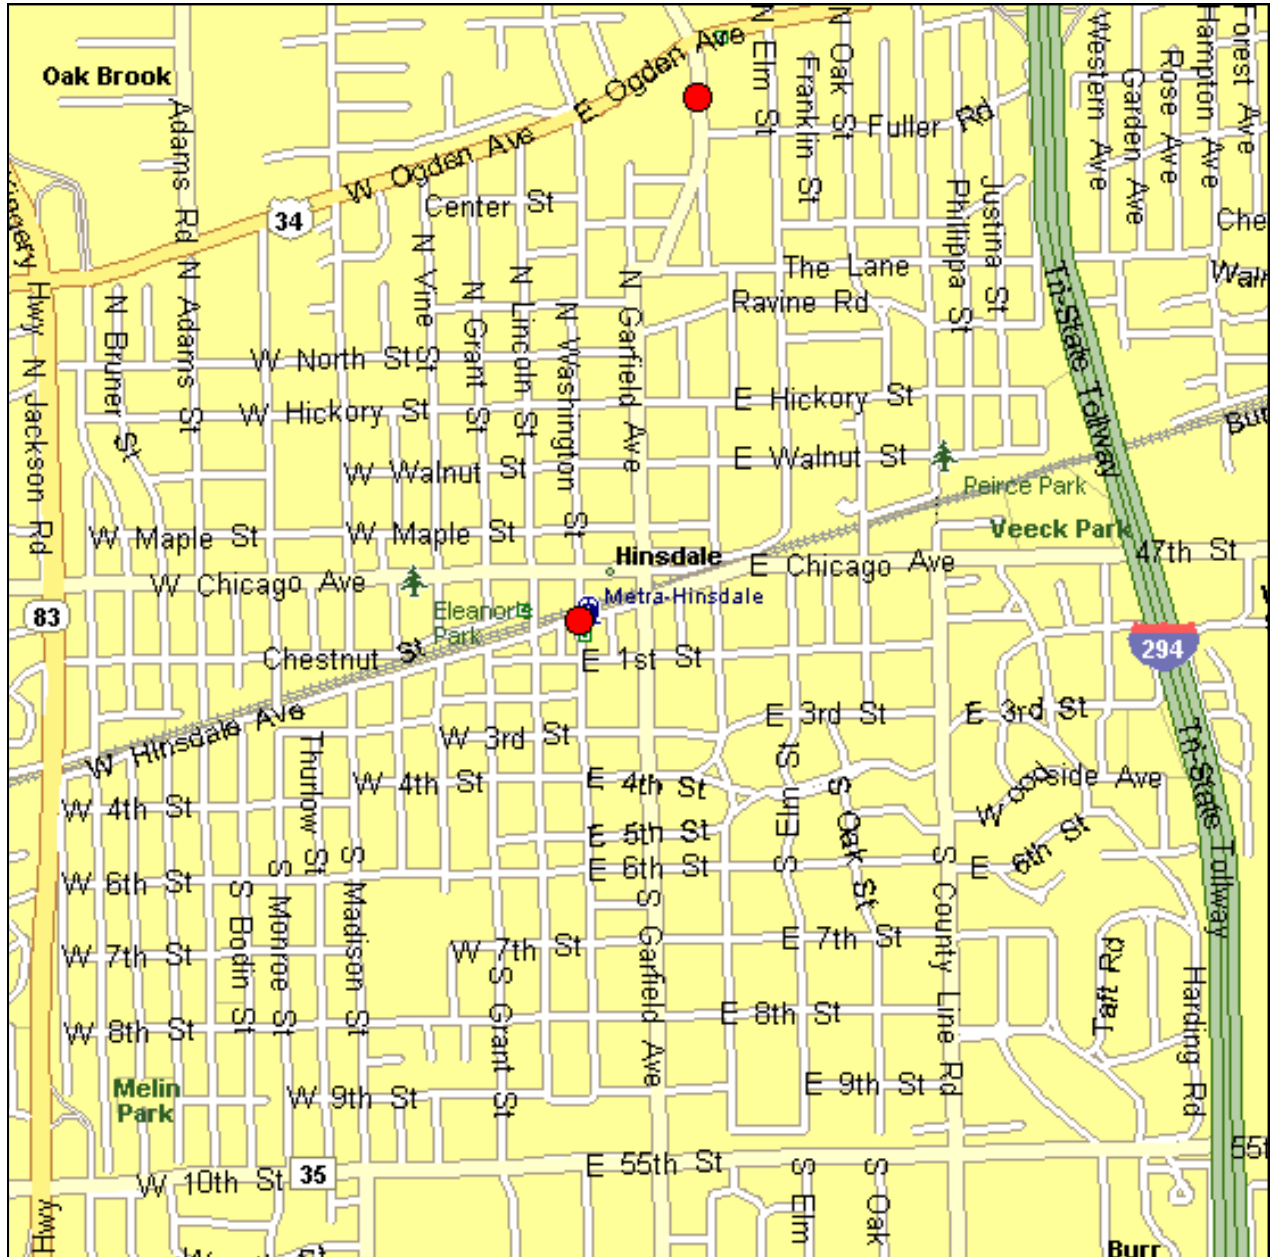 N Elm St
N Oak St
E Ogden Ave
Western Ave
Hampton Ave
Forest Ave
Oak Brook
Franklin St
Garden Ave
Rose Ave
Adams Rd
Fuller Rd
W Ogden Ave
34
Center St
Philippa St
Justina St
Che
Hwy
N Vine St
The Lane
Tri-State Tollway
N Bruner St
N Adams St
N Grant St
N Lincoln St
N Washington St
N Garfield Ave
Ravine Rd
W North St
N Jackson Rd
W Hickory St
E Hickory St
W Walnut St
E Walnut St
Peirce Park
Veeck Park
W Maple St
W Maple St
Hinsdale
47th St
W Chicago Ave
E Chicago Ave
Metra-Hinsdale
83
Park
294
Chestnut St
E 1st St
W Hinsdale Ave
E 3rd St
E 3rd St
W 3rd St
Thurlow St
W 4th St
E 4th St
S Elm St
S Oak St
Wood
side Ave
Tri-State Tollway
W 4th St
E 5th St
E 6th St
E 6th St
W 6th St
S Bodin St
S Monroe St
S Madison St
S Garfield Ave
S County Line Rd
W 7th St
W 7th St
E 7th St
Taft Rd
Harding Rd
S Grant St
W 8th St
E 8th St
Melin
Park
W 9th St
E 9th St
W 10th St
35
E 55th St
S Elm
S Oak
Hwy
Burr